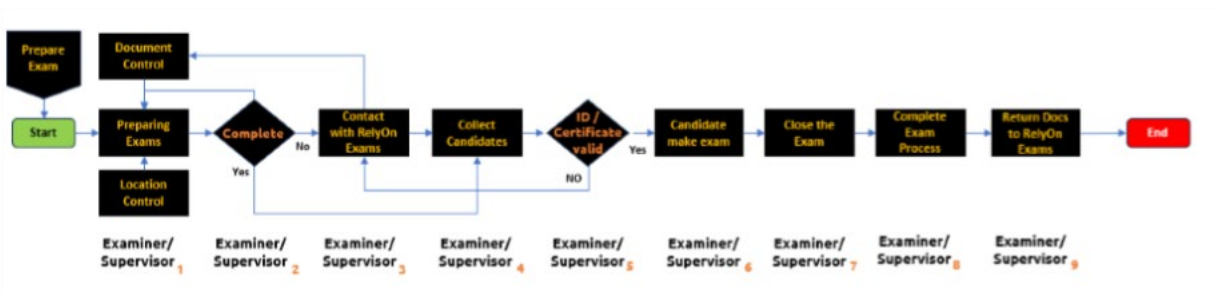 Prepare
Exam
Start
Document
Control
Preparing
Exams
Location
Control
Complete
No
Yes
Contact
with RelyOn
Exams
Collect
Candidates
ID /
Certificate
valid
Yes
NO
Candidate
make exam
Close the
Exam
Complete
Exam
Process
Return Docs
to RelyOn
Exams
End
Examiner/
Supervisor 1
Examiner/
Supervisor 2
Examiner/
Supervisor 3
Examiner/
Supervisor 4
Examiner/
Supervisor 5
Examiner/
Supervisor 6
Examiner/
Supervisor 7
Examiner/
Supervisor 8
Examiner/
Supervisor 9